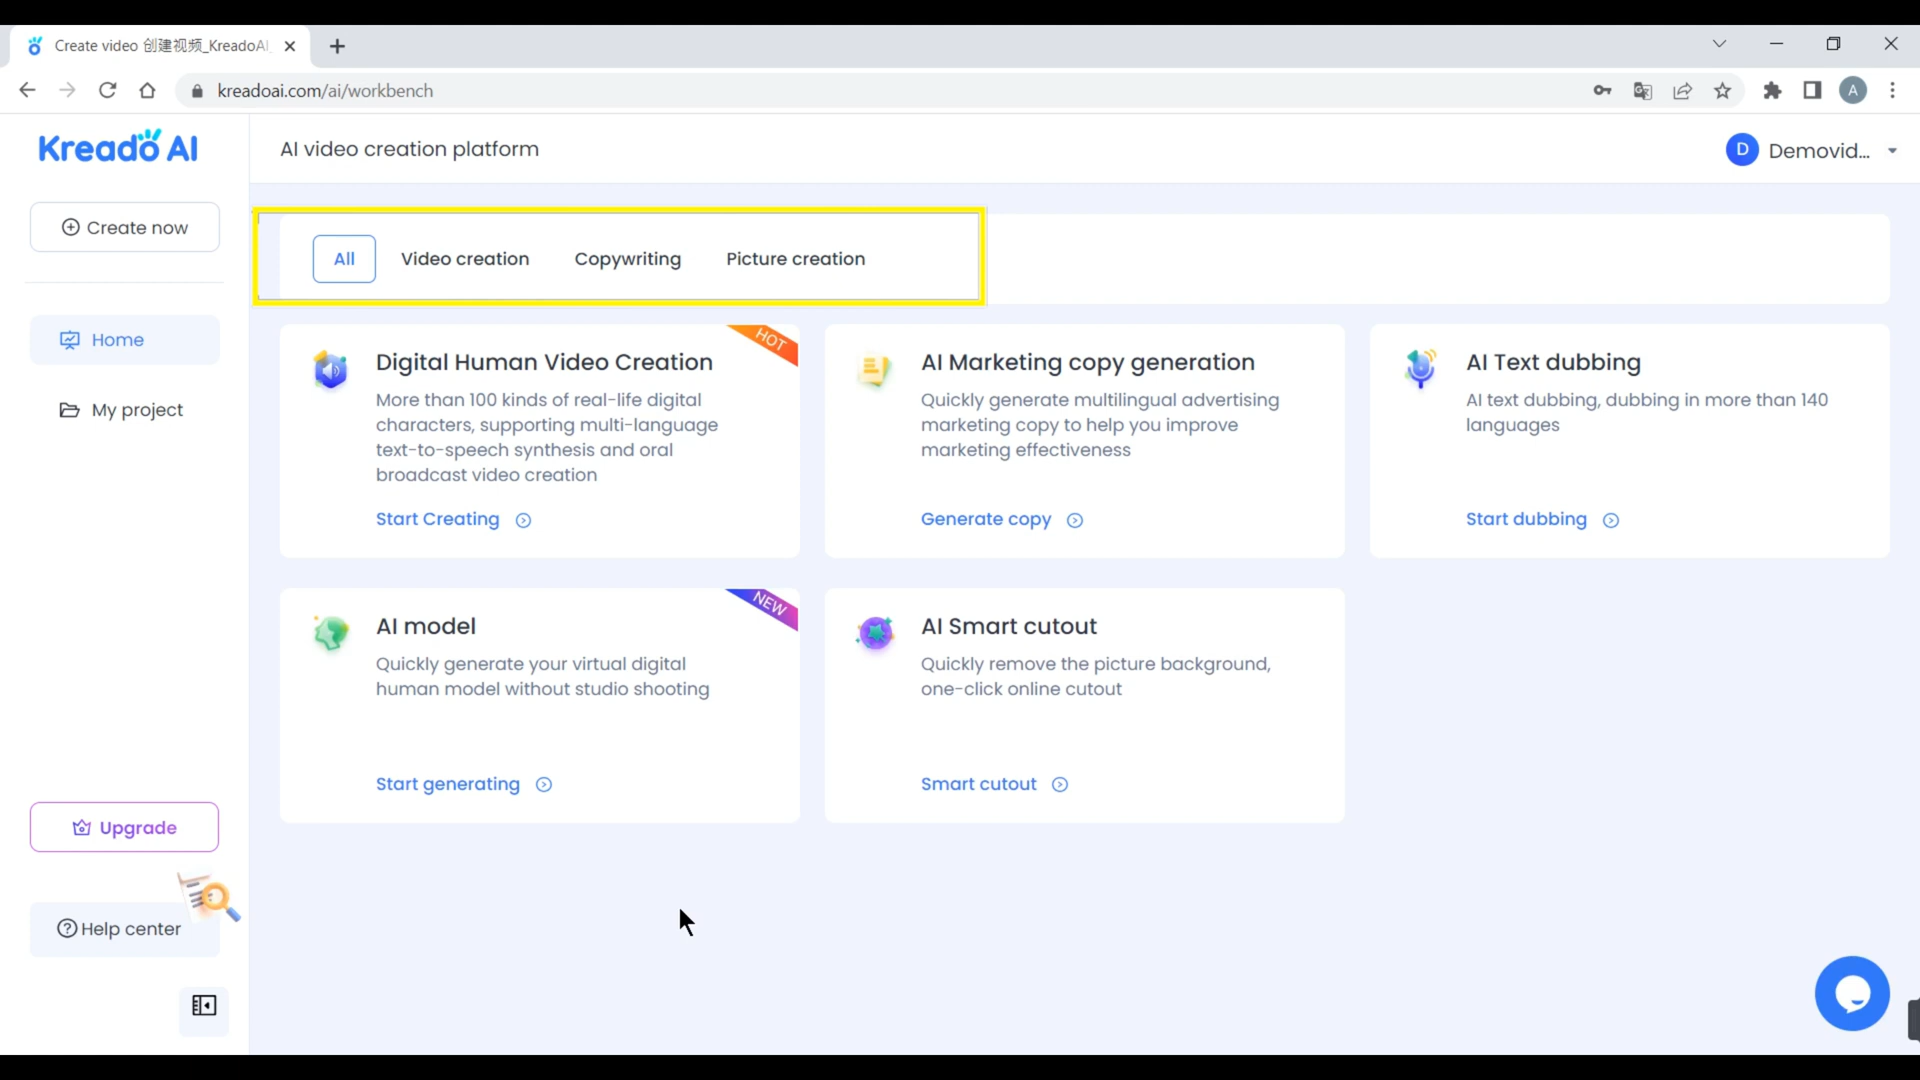 Create video 创建视频_KreadoAI
kreadoai.com/ai/workbench
A
Kreado AI
AI video creation platform
D Demovid...
Create now
All Video creation Copywriting Picture creation
Home
My project
HOT
Digital Human Video Creation
More than 100 kinds of real-life digital
characters, supporting multi-language
text-to-speech synthesis and oral
broadcast video creation
Start Creating
AI Marketing copy generation
Quickly generate multilingual advertising
marketing copy to help you improve
marketing effectiveness
Generate copy
AI Text dubbing
AI text dubbing, dubbing in more than 140
languages
Start dubbing
NEW
AI model
Quickly generate your virtual digital
human model without studio shooting
Start generating
AI Smart cutout
Quickly remove the picture background,
one-click online cutout
Smart cutout
Upgrade
Help center